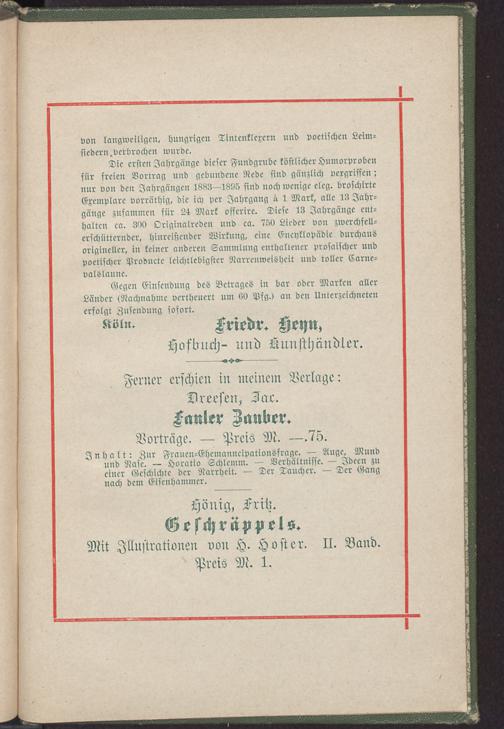 von langweiligen, hungrigen Tintenklexern und poetischen Leim-
siedern verbrochen wurde.
Die ersten Jahrgänge dieser Fundgrube köstlicher Humorproben
für freien Vortrag und gebundene Rede sind gänzlich vergriffen;
nur von den Jahrgängen 1883—1895 sind noch wenige eleg. broschirte
Exemplare vorräthig, die ich per Jahrgang à 1 Mark, alle 13 Jahr-
gänge zusammen für 24 Mark offerire. Diese 13 Jahrgänge ent-
halten ca. 300 Originalreden und ca. 750 Lieder von zwerchfell-
erschütternder, hinreißender Wirkung, eine Encyklopädie durchaus
origineller, in keiner anderen Sammlung enthaltener prosaischer und
poetischer Producte leichtlebigster Narrenweisheit und toller Carne-
valslaune.
Gegen Einsendung des Betrages in bar oder Marken aller
Länder (Nachnahme vertheuert um 60 Pfg.) an den Unterzeichneten
erfolgt Zusendung sofort.
Köln. Friedr. Heyn,
Hofbuch- und Kunsthändler.
Ferner erschien in meinem Verlage:
Dreesen, Jac.
Fauler Zauber.
Vorträge. — Preis M. —.75.
Inhalt: Zur Frauen-Ehemancipationsfrage. — Auge, Mund
und Nase. — Horatio Schlemm. — Verhältnisse. — Ideen zu
einer Geschichte der Narrheit. — Der Taucher. — Der Gang
nach dem Eisenhammer.
Hönig, Fritz.
Geschräppels.
Mit Illustrationen von H. Hoster. II. Band.
Preis M. 1.